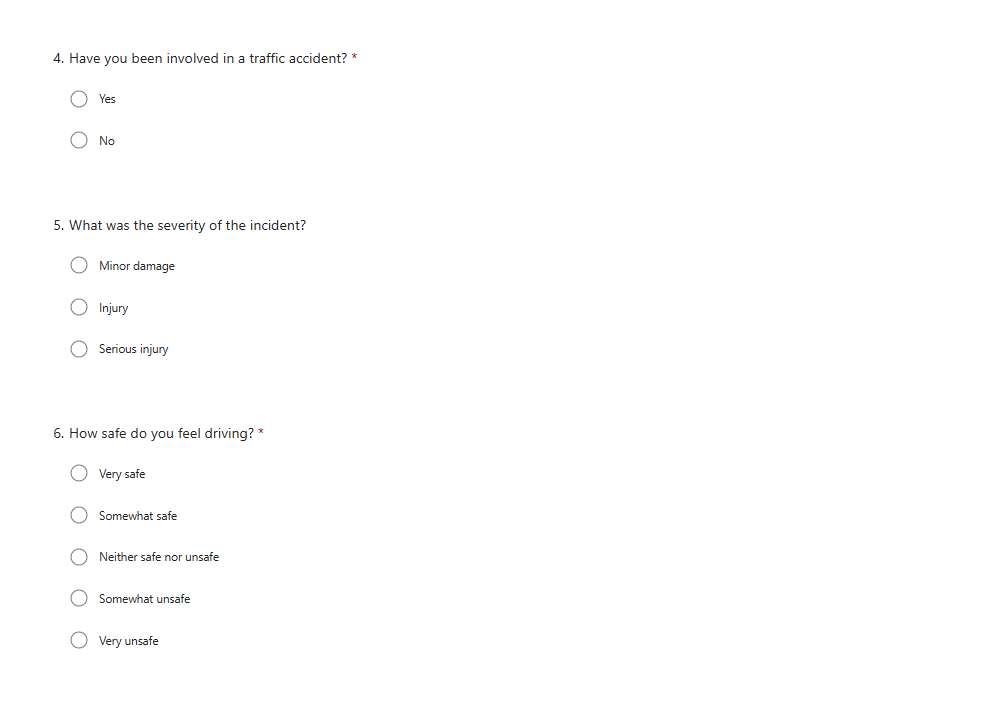 4. Have you been involved in a traffic accident? *
Yes
No
5. What was the severity of the incident?
Minor damage
Injury
Serious injury
6. How safe do you feel driving? *
Very safe
Somewhat safe
Neither safe nor unsafe
Somewhat unsafe
Very unsafe